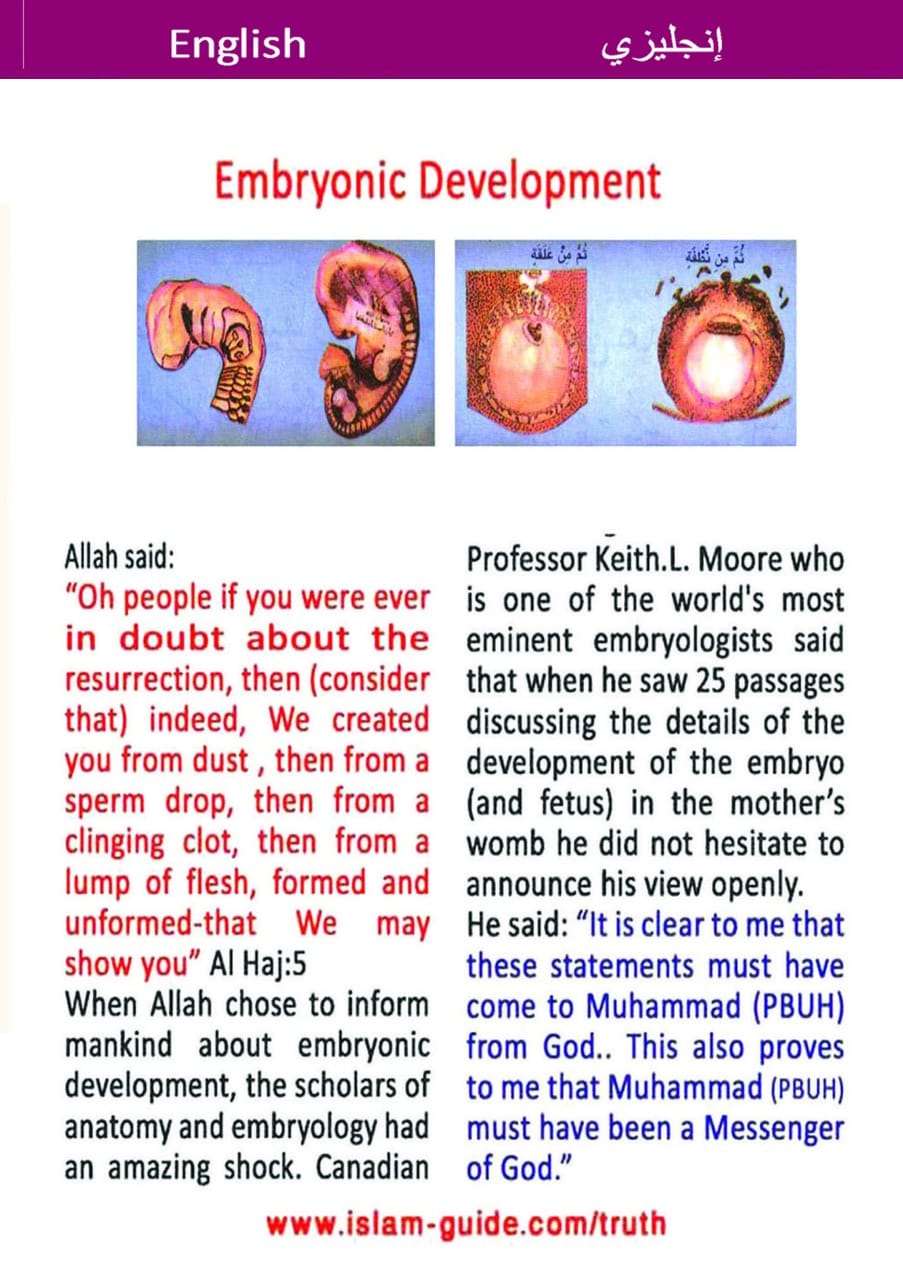 English
إنجليزي
Embryonic Development
ثُمَّ مِنْ عَلَقَةٍ
ثُمَّ مِن نُّطْفَةٍ
Allah said:
“Oh people if you were ever
in doubt about the
resurrection, then (consider
that) indeed, We created
you from dust , then from a
sperm drop, then from a
clinging clot, then from a
lump of flesh, formed and
unformed-that We may
show you” Al Haj:5
When Allah chose to inform
mankind about embryonic
development, the scholars of
anatomy and embryology had
an amazing shock. Canadian
Professor Keith.L. Moore who
is one of the world's most
eminent embryologists said
that when he saw 25 passages
discussing the details of the
development of the embryo
(and fetus) in the mother’s
womb he did not hesitate to
announce his view openly.
He said: “It is clear to me that
these statements must have
come to Muhammad (PBUH)
from God.. This also proves
to me that Muhammad (PBUH)
must have been a Messenger
of God.”
www.islam-guide.com/truth